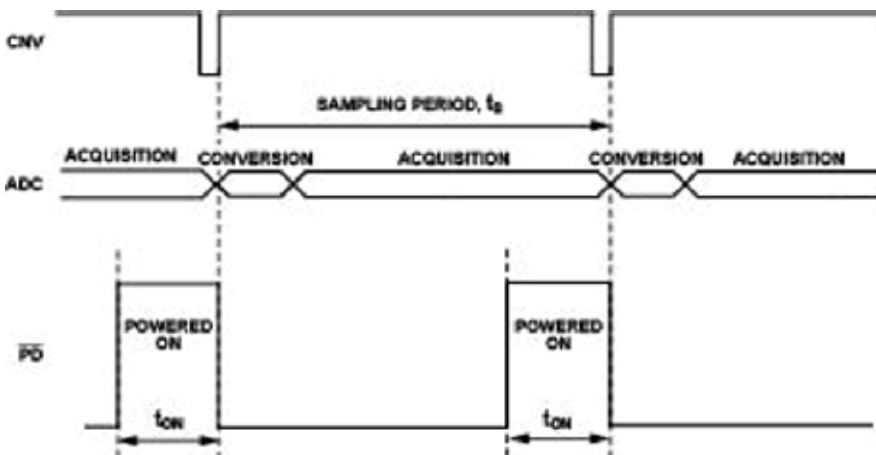 CNV
SAMPLING PERIOD, tS
ACQUISITION CONVERSION ACQUISITION CONVERSION ACQUISITION
ADC
POWERED
ON
POWERED
ON
PD
tON
tON